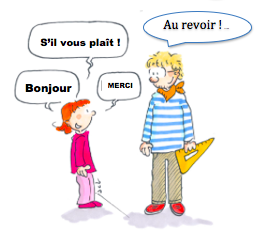 Au revoir ! ..
S'il vous plaît !
Bonjour
MERCI